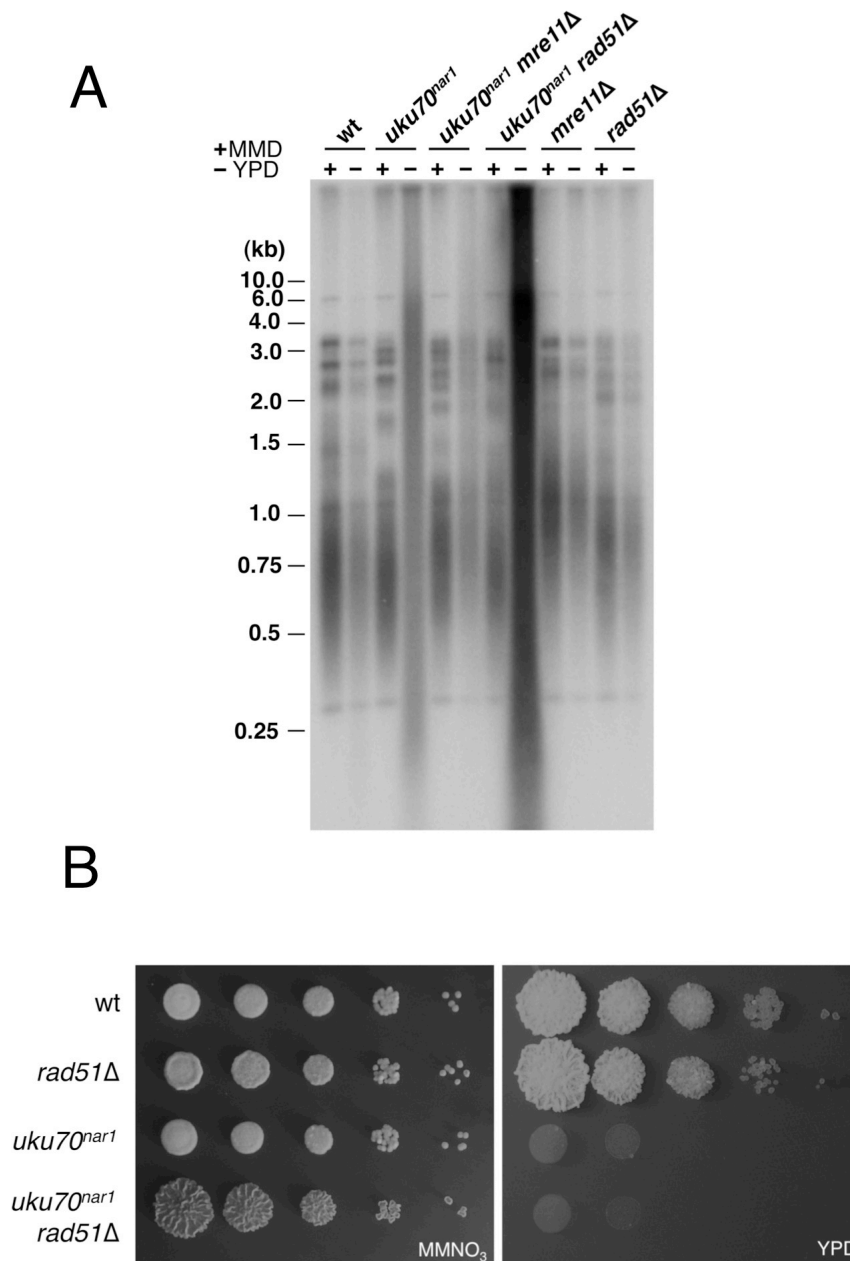 A
wt
uku70nar1
uku70nar1 mre11Δ
uku70nar1 rad51Δ
mre11Δ
rad51Δ
+MMD
+ − + − + − + − + − + −
− YPD
(kb)
10.0
6.0
4.0
3.0
2.0
1.5
1.0
0.75
0.5
0.25
B
wt
rad51Δ
uku70nar1
uku70nar1
rad51Δ
MMNO3
YPD